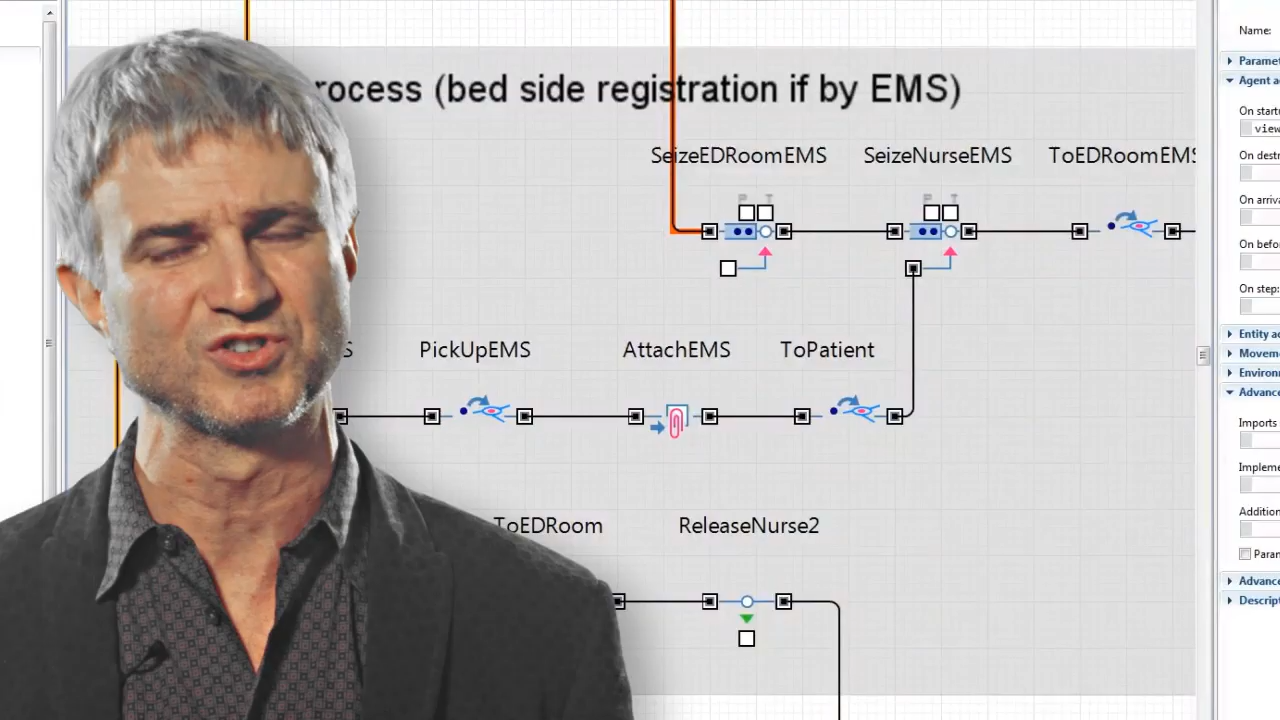 Name:
rocess (bed side registration if by EMS)
Paramet
Agent a
On start
view
On destr
On arriva
On befo
On step:
SeizeEDRoomEMS SeizeNurseEMS ToEDRoomEMS
P T P T
S PickUpEMS AttachEMS ToPatient
Entity ac
Moveme
Environ
Advance
Imports
Impleme
Addition
Param
Advance
Descript
ToEDRoom ReleaseNurse2